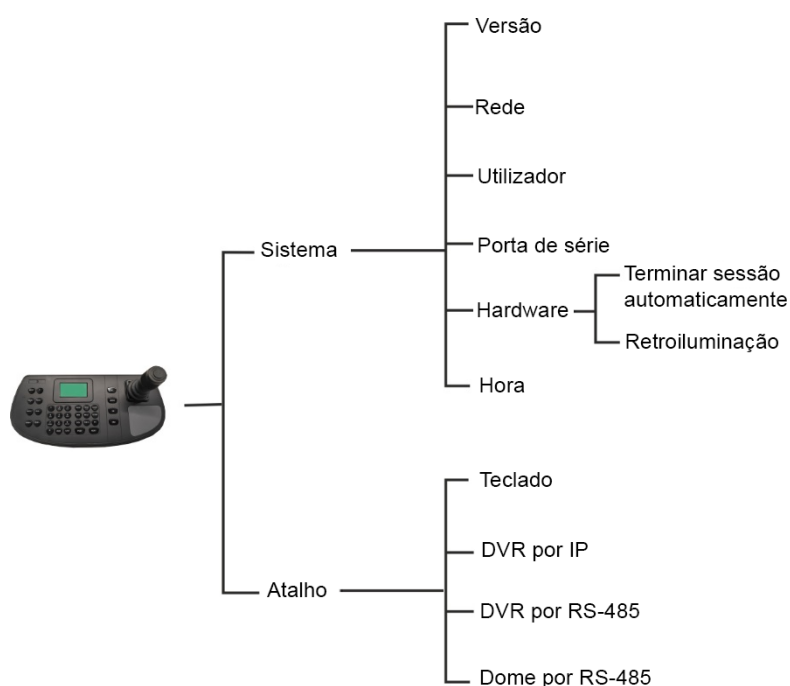 Versão
Rede
Utilizador
Sistema
Porta de série
Hardware
Terminar sessão
automaticamente
Retroiluminação
Hora
Teclado
DVR por IP
Atalho
DVR por RS-485
Dome por RS-485